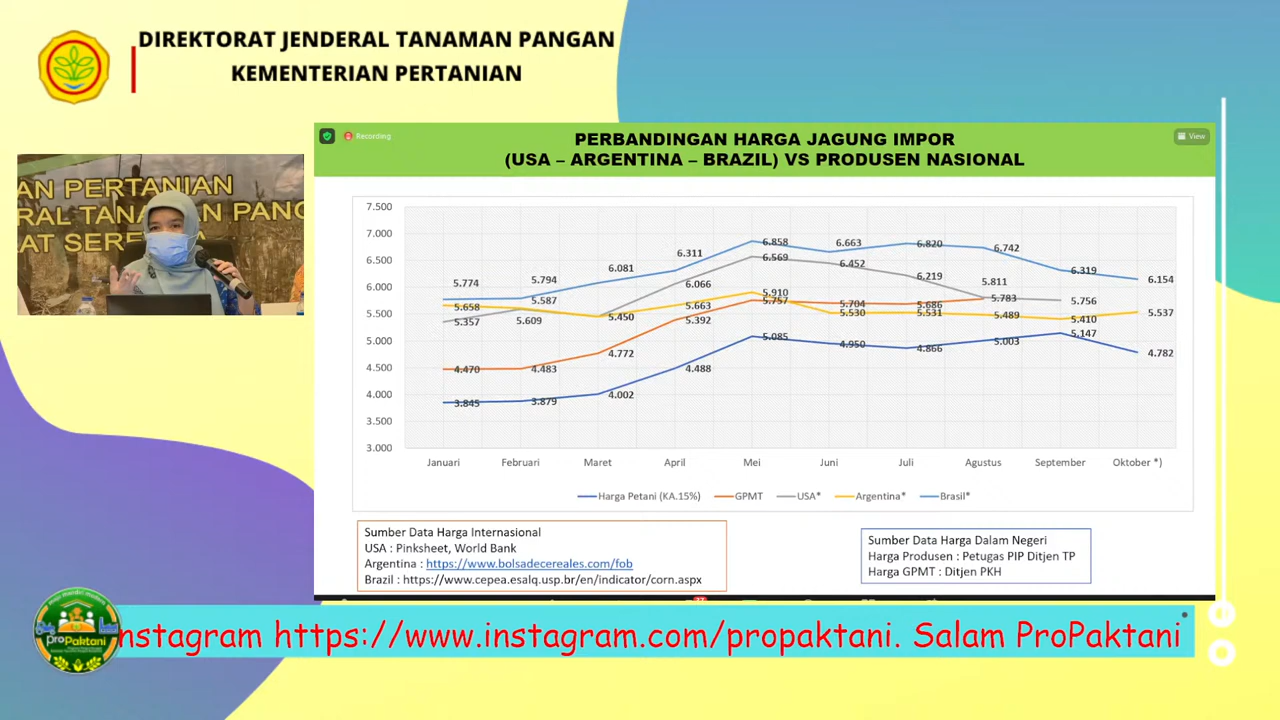 DIREKTORAT JENDERAL TANAMAN PANGAN
KEMENTERIAN PERTANIAN
AN PERTANIAN
RAL TANAMAN PANG
AT SERE
Recording
View
PERBANDINGAN HARGA JAGUNG IMPOR
(USA – ARGENTINA – BRAZIL) VS PRODUSEN NASIONAL
7.500
7.000
6.500
6.000
5.500
5.000
4.500
4.000
3.500
3.000
5.774 5.794 6.081 6.311 6.858 6.663 6.820 6.742 6.319 6.154
5.357 5.609 5.450 6.066 6.569 6.452 6.219 5.811 5.756
5.658 5.587 5.663 5.910 5.530 5.531 5.489 5.410 5.537
4.470 4.483 4.772 5.392 5.757 5.704 5.686 5.783
3.845 3.879 4.002 4.488 5.085 4.950 4.866 5.003 5.147 4.782
Januari Februari Maret April Mei Juni Juli Agustus September Oktober *)
Harga Petani (KA.15%) GPMT USA* Argentina* Brasil*
Sumber Data Harga Internasional
USA : Pinksheet, World Bank
Argentina : https://www.bolsadecereales.com/fob
Brazil : https://www.cepea.esalq.usp.br/en/indicator/corn.aspx
Sumber Data Harga Dalam Negeri
Harga Produsen : Petugas PIP Ditjen TP
Harga GPMT : Ditjen PKH
ProPaktani
nstagram https://www.instagram.com/propaktani. Salam ProPaktani